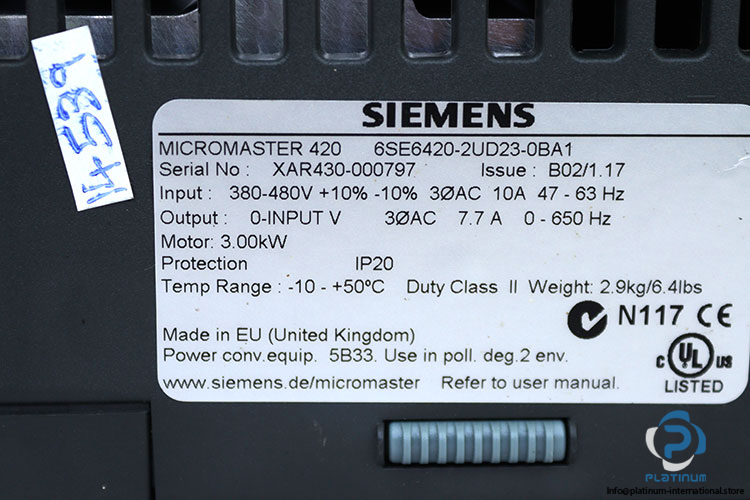 14539
SIEMENS
MICROMASTER 420 6SE6420-2UD23-0BA1
Serial No : XAR430-000797 Issue : B02/1.17
Input : 380-480V +10% -10% 3ØAC 10A 47 - 63 Hz
Output : 0-INPUT V 3ØAC 7.7 A 0 - 650 Hz
Motor: 3.00kW
Protection IP20
Temp Range : -10 - +50ºC Duty Class II Weight: 2.9kg/6.4lbs
N117 CE
Made in EU (United Kingdom)
Power conv.equip. 5B33. Use in poll. deg.2 env.
C UL US
www.siemens.de/micromaster Refer to user manual.
LISTED
PLATINUM
info@platinum-international.store